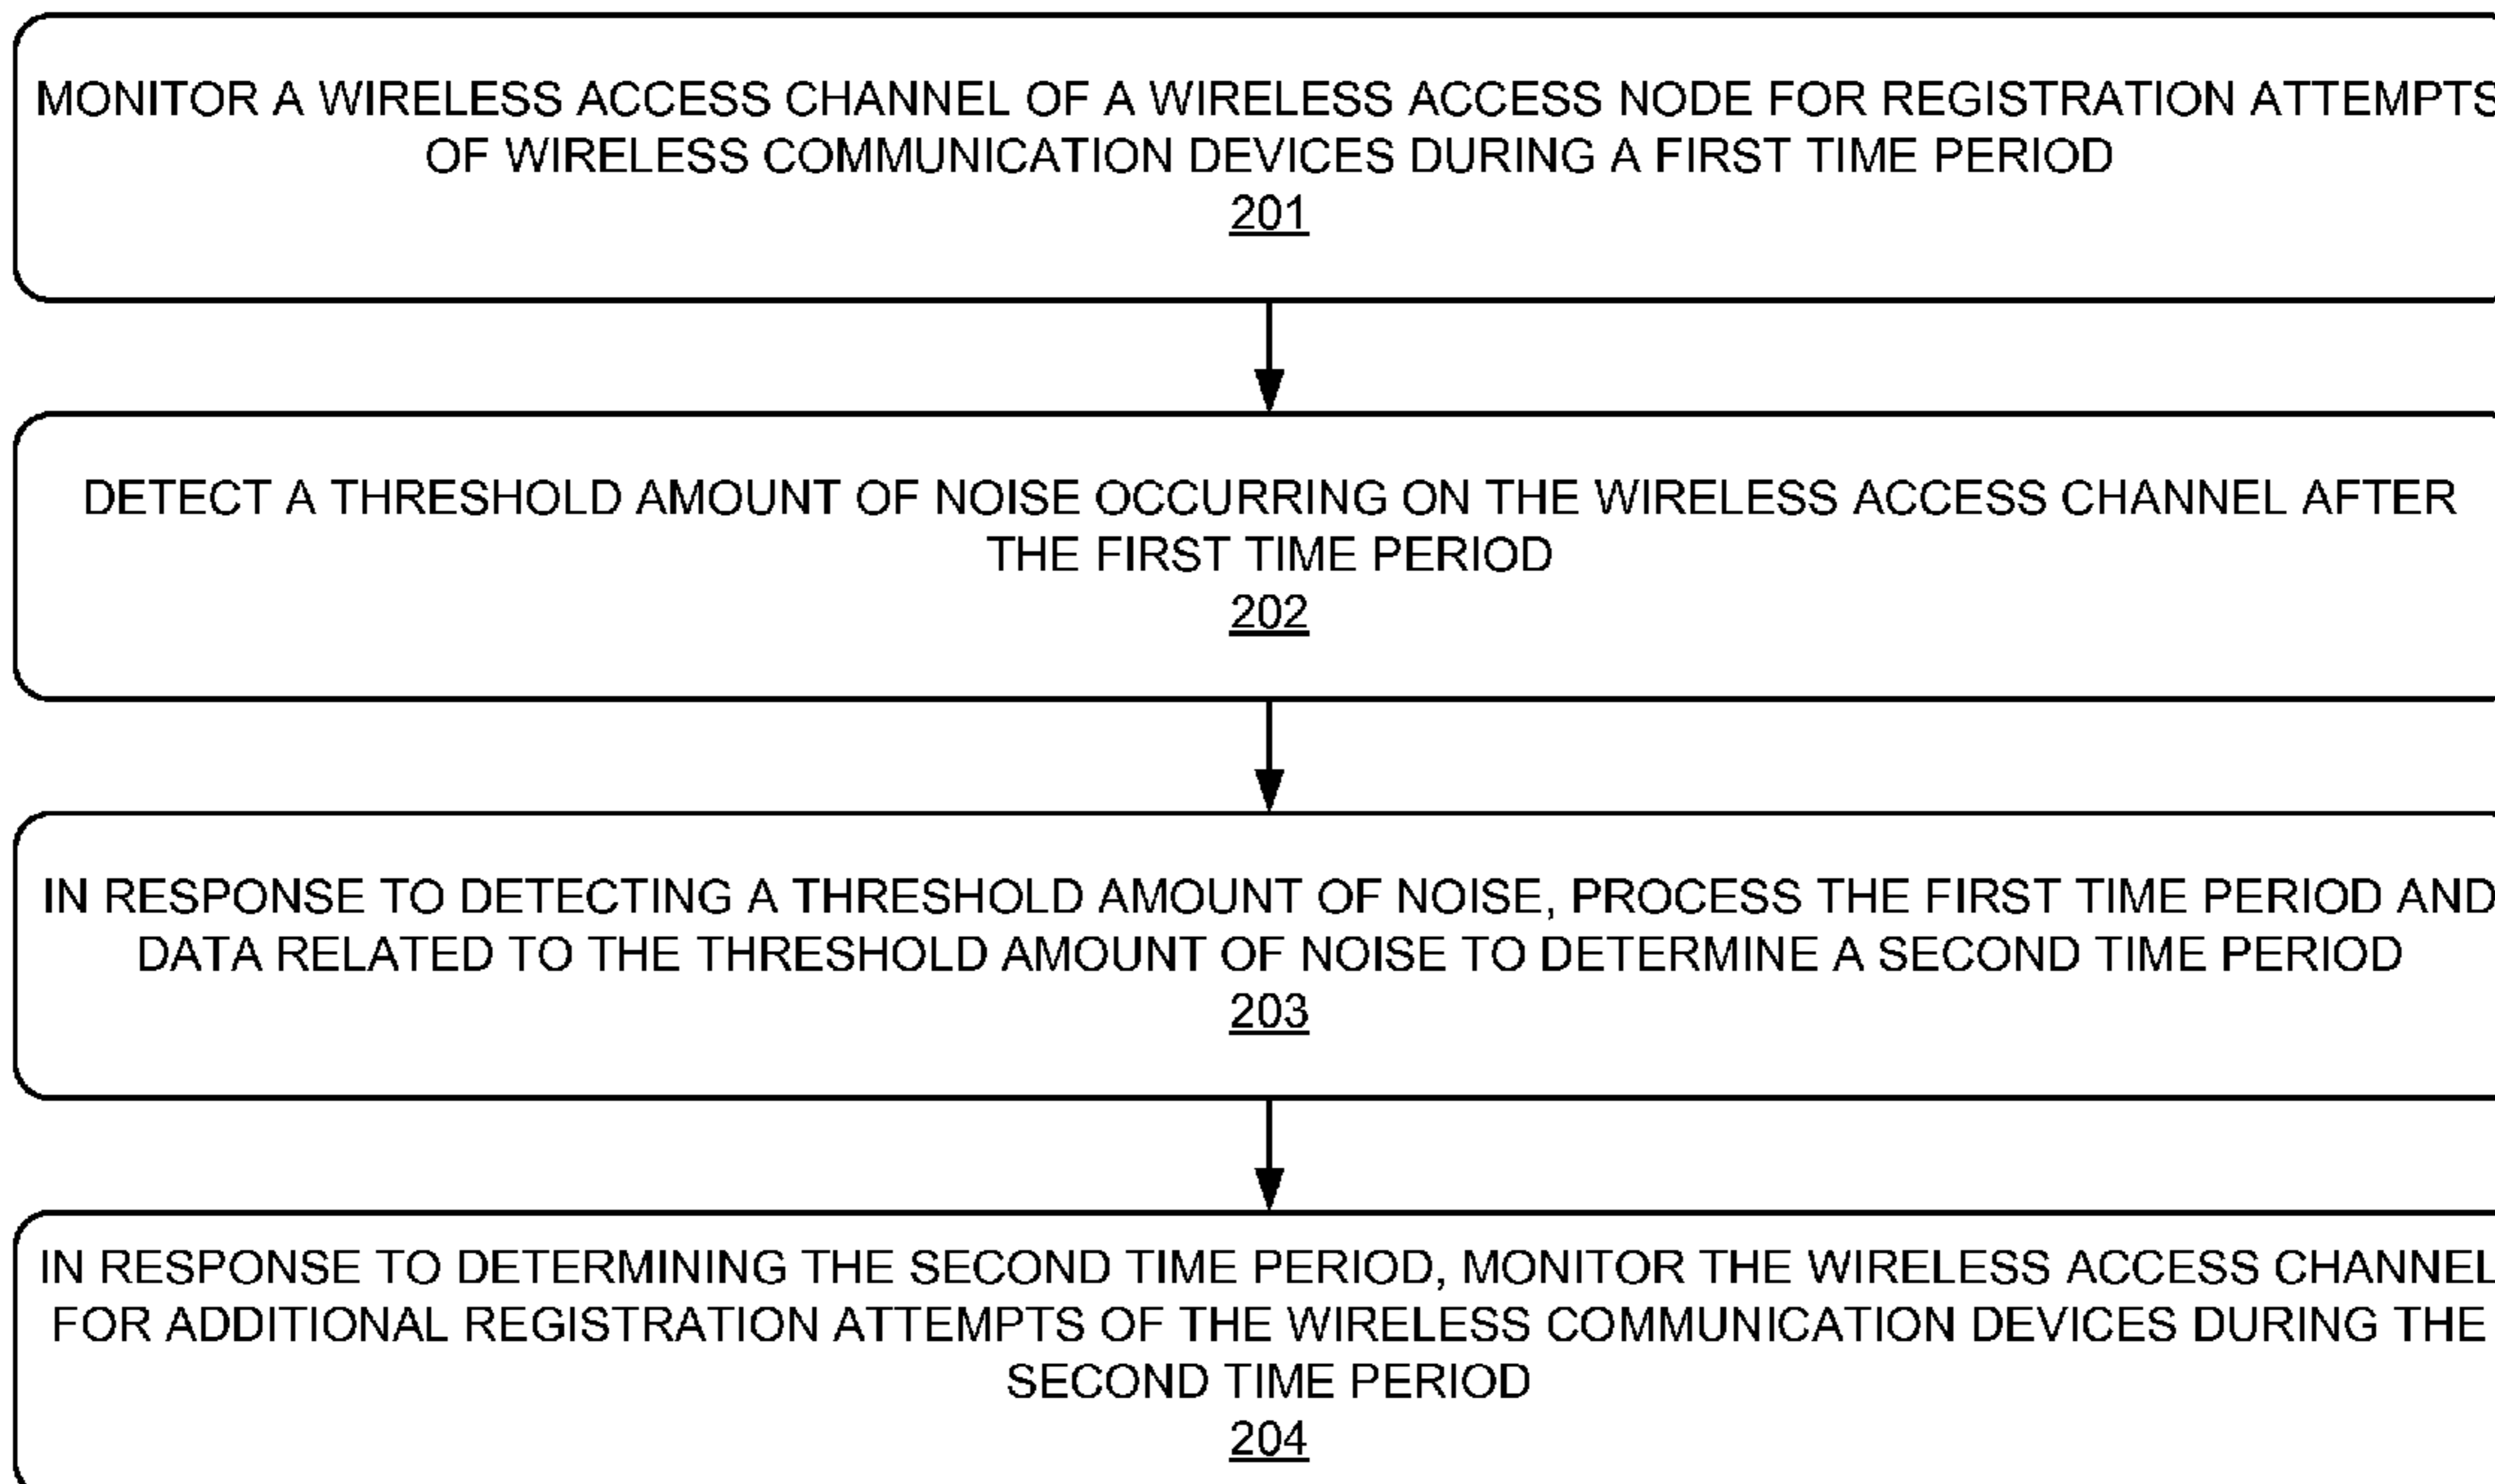 MONITOR A WIRELESS ACCESS CHANNEL OF A WIRELESS ACCESS NODE FOR REGISTRATION ATTEMPTS
OF WIRELESS COMMUNICATION DEVICES DURING A FIRST TIME PERIOD
201
DETECT A THRESHOLD AMOUNT OF NOISE OCCURRING ON THE WIRELESS ACCESS CHANNEL AFTER
THE FIRST TIME PERIOD
202
IN RESPONSE TO DETECTING A THRESHOLD AMOUNT OF NOISE, PROCESS THE FIRST TIME PERIOD AND
DATA RELATED TO THE THRESHOLD AMOUNT OF NOISE TO DETERMINE A SECOND TIME PERIOD
203
IN RESPONSE TO DETERMINING THE SECOND TIME PERIOD, MONITOR THE WIRELESS ACCESS CHANNEL
FOR ADDITIONAL REGISTRATION ATTEMPTS OF THE WIRELESS COMMUNICATION DEVICES DURING THE
SECOND TIME PERIOD
204